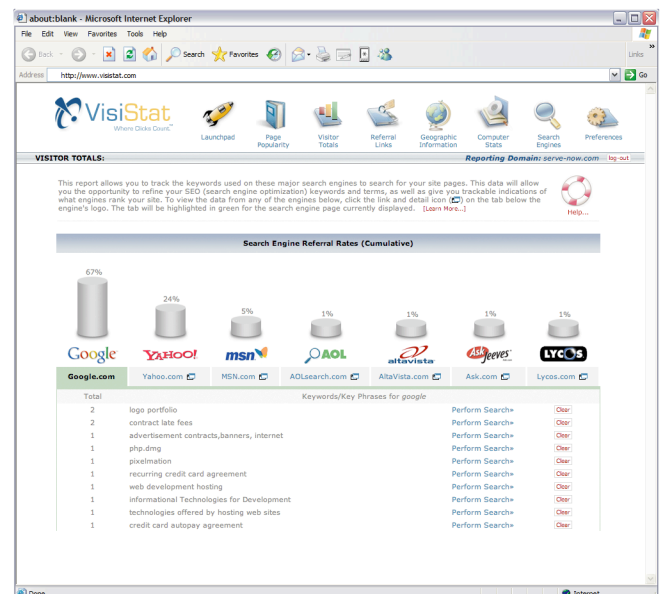 about:blank - Microsoft Internet Explorer
File Edit View Favorites Tools Help
Back Search Favorites Links »
Address http://www.visistat.com Go
VisiStat
Where Clicks Count.™
Launchpad Page Popularity Visitor Totals Referral Links Geographic Information Computer Stats Search Engines Preferences
VISITOR TOTALS: Reporting Domain: serve-now.com log-out
This report allows you to track the keywords used on these major search engines to search for your site pages. This data will allow
you the opportunity to refine your SEO (search engine optimization) keywords and terms, as well as give you trackable indications of
what engines rank your site. To view the data from any of the engines below, click the link and detail icon ( ) on the tab below the
engine's logo. The tab will be highlighted in green for the search engine page currently displayed. [Learn More...]
Help...
Search Engine Referral Rates (Cumulative)
67% 24% 5% 1% 1% 1% 1%
Google YAHOO! msn AOL altavista Ask Jeeves LYCOS
Google.com Yahoo.com MSN.com AOLsearch.com AltaVista.com Ask.com Lycos.com
Total Keywords/Key Phrases for google
2 logo portfolio Perform Search» Clear
2 contract late fees Perform Search» Clear
1 advertisement contracts,banners, internet Perform Search» Clear
1 php.dmg Perform Search» Clear
1 pixelmation Perform Search» Clear
1 recurring credit card agreement Perform Search» Clear
1 web development hosting Perform Search» Clear
1 informational Technologies for Development Perform Search» Clear
1 technologies offered by hosting web sites Perform Search» Clear
1 credit card autopay agreement Perform Search» Clear
Done Internet